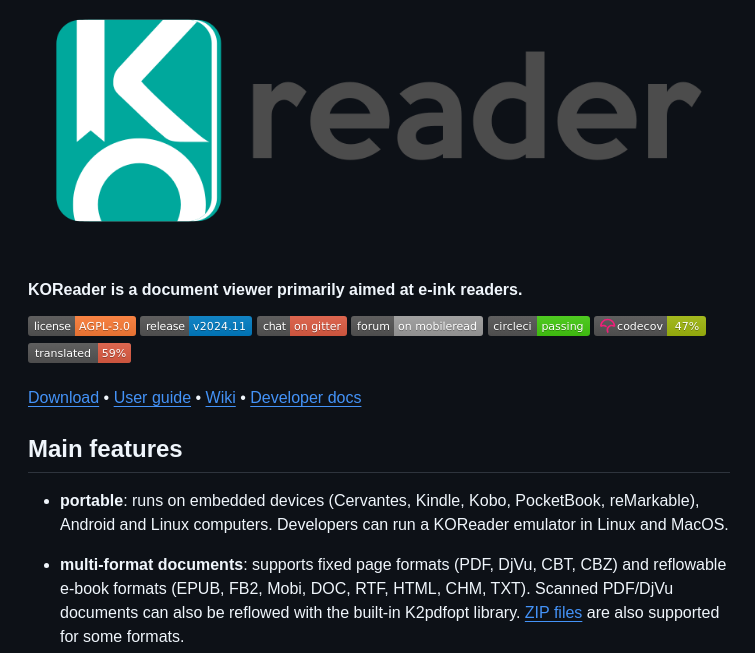 KO reader
KOReader is a document viewer primarily aimed at e-ink readers.
license AGPL-3.0 release v2024.11 chat on gitter forum on mobileread circleci passing codecov 47%
translated 59%
Download • User guide • Wiki • Developer docs
Main features
• portable: runs on embedded devices (Cervantes, Kindle, Kobo, PocketBook, reMarkable),
Android and Linux computers. Developers can run a KOReader emulator in Linux and MacOS.
• multi-format documents: supports fixed page formats (PDF, DjVu, CBT, CBZ) and reflowable
e-book formats (EPUB, FB2, Mobi, DOC, RTF, HTML, CHM, TXT). Scanned PDF/DjVu
documents can also be reflowed with the built-in K2pdfopt library. ZIP files are also supported
for some formats.